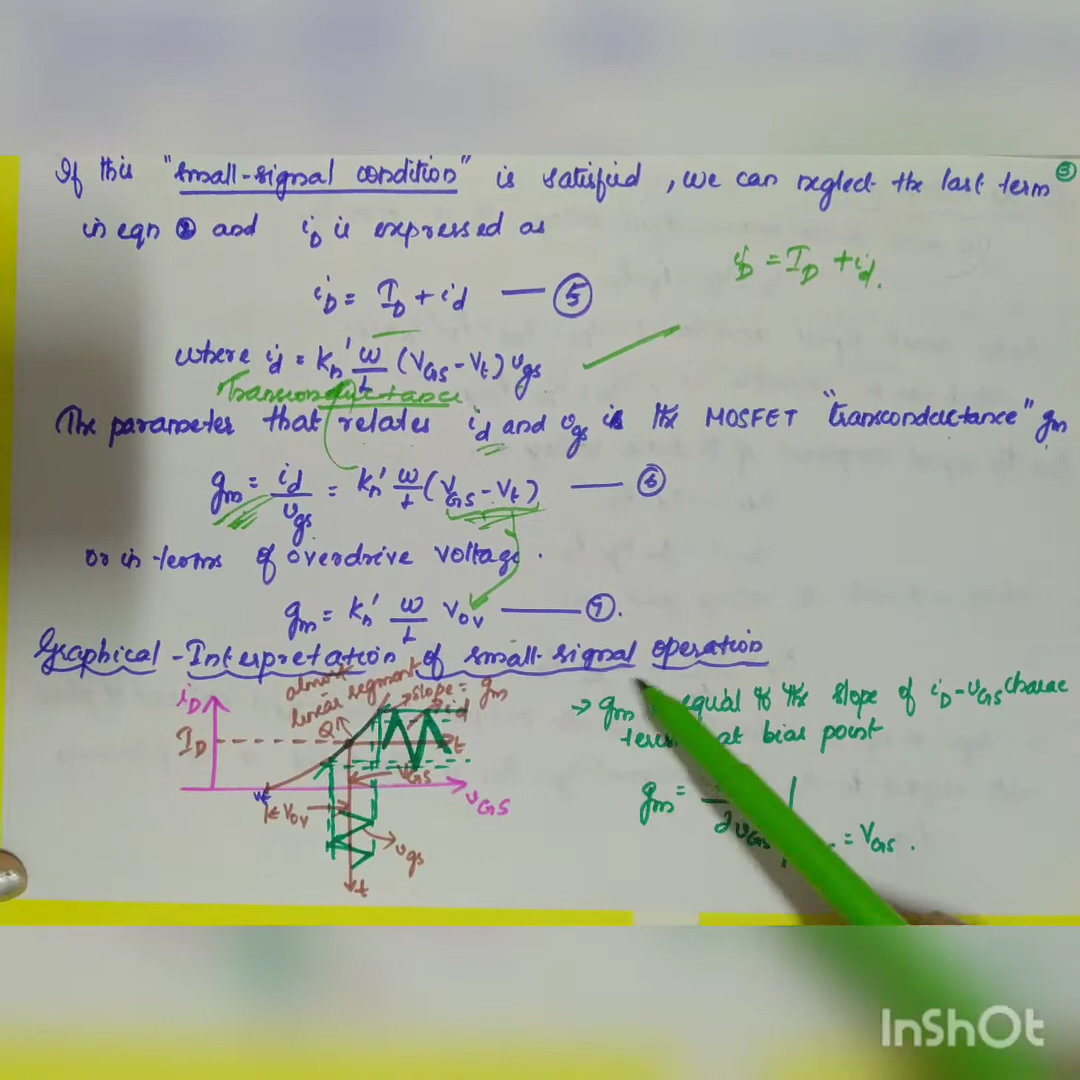 If this "small-signal condition" is satisfied, we can neglect the last term ③
in eqn ② and i_D is expressed as
i_D = I_D + i_d.
i_D = I_D + i_d — ⑤
where i_d = k_n' W/L (V_GS - V_t) v_gs
Transconductance
The parameter that relates i_d and v_gs is the MOSFET "transconductance" g_m
g_m = i_d / v_gs = k_n' W/L (V_GS - V_t) — ⑥
or in terms of overdrive voltage.
g_m = k_n' W/L V_OV — ⑦.
Graphical - Interpretation of small-signal operation
almost
linear segment
slope = g_m
i_D
Q
i_d
I_D
t
V_GS
v_GS
V_t
V_OV
v_gs
t
→ g_m equal to the slope of i_D - v_GS charac
at bias point
g_m =
∂v_GS
= V_GS.
InShOt